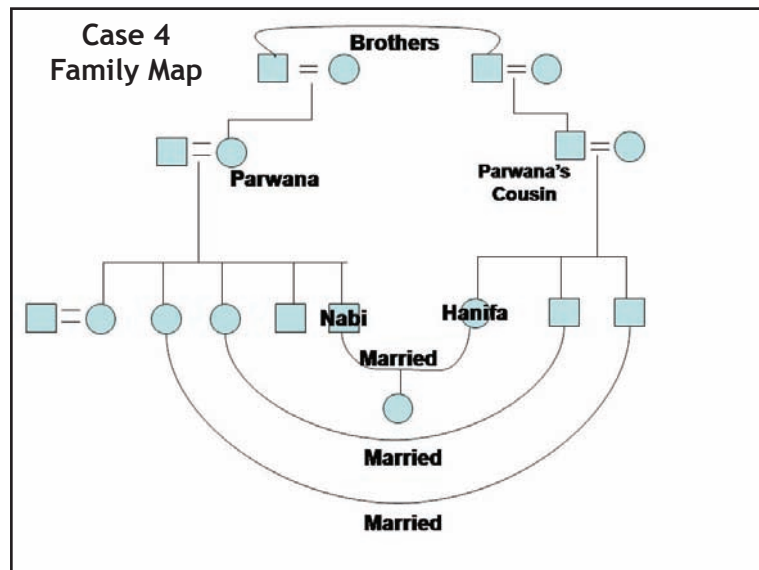 Case 4
Family Map
Brothers
Parwana
Parwana's
Cousin
Nabi
Hanifa
Married
Married
Married